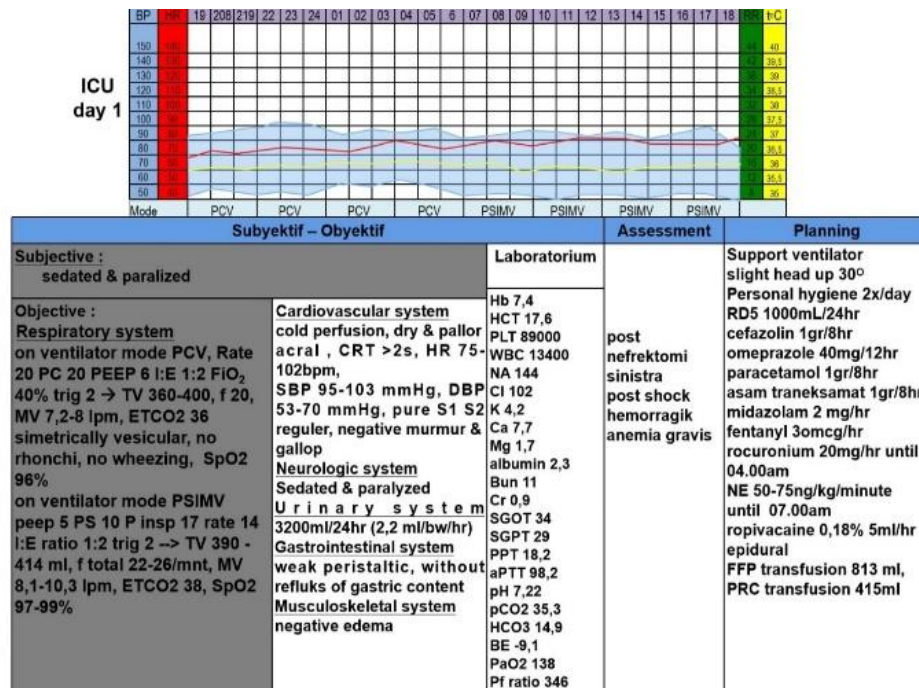 BP HR 19 208 219 22 23 24 01 02 03 04 05 6 07 08 09 10 11 12 13 14 15 16 17 18 RR t°C
150 44 40
140 42 39,5
130 36 39
120 34 38,5
110 32 38
100 37,5
90 37
80 36,5
70 36
60 12 35,5
50 35
ICU
day 1
Mode PCV PCV PCV PCV PSIMV PSIMV PSIMV PSIMV
Subyektif – Obyektif
Assessment
Planning
Subjective :
sedated & paralized
Objective :
Respiratory system
on ventilator mode PCV, Rate
20 PC 20 PEEP 6 I:E 1:2 FiO2
40% trig 2 → TV 360-400, f 20,
MV 7,2-8 lpm, ETCO2 36
simetrically vesicular, no
rhonchi, no wheezing, SpO2
96%
on ventilator mode PSIMV
peep 5 PS 10 P insp 17 rate 14
I:E ratio 1:2 trig 2 --> TV 390 -
414 ml, f total 22-26/mnt, MV
8,1-10,3 lpm, ETCO2 38, SpO2
97-99%
Cardiovascular system
cold perfusion, dry & pallor
acral , CRT >2s, HR 75-
102bpm,
SBP 95-103 mmHg, DBP
53-70 mmHg, pure S1 S2
reguler, negative murmur &
gallop
Neurologic system
Sedated & paralyzed
Urinary system
3200ml/24hr (2,2 ml/bw/hr)
Gastrointestinal system
weak peristaltic, without
refluks of gastric content
Musculoskeletal system
negative edema
Laboratorium
Hb 7,4
HCT 17,6
PLT 89000
WBC 13400
NA 144
Cl 102
K 4,2
Ca 7,7
Mg 1,7
albumin 2,3
Bun 11
Cr 0,9
SGOT 34
SGPT 29
PPT 18,2
aPTT 98,2
pH 7,22
pCO2 35,3
HCO3 14,9
BE -9,1
PaO2 138
Pf ratio 346
post
nefrektomi
sinistra
post shock
hemorragik
anemia gravis
Support ventilator
slight head up 30⁰
Personal hygiene 2x/day
RD5 1000mL/24hr
cefazolin 1gr/8hr
omeprazole 40mg/12hr
paracetamol 1gr/8hr
asam traneksamat 1gr/8hr
midazolam 2 mg/hr
fentanyl 3omcg/hr
rocuronium 20mg/hr until
04.00am
NE 50-75ng/kg/minute
until 07.00am
ropivacaine 0,18% 5ml/hr
epidural
FFP transfusion 813 ml,
PRC transfusion 415ml